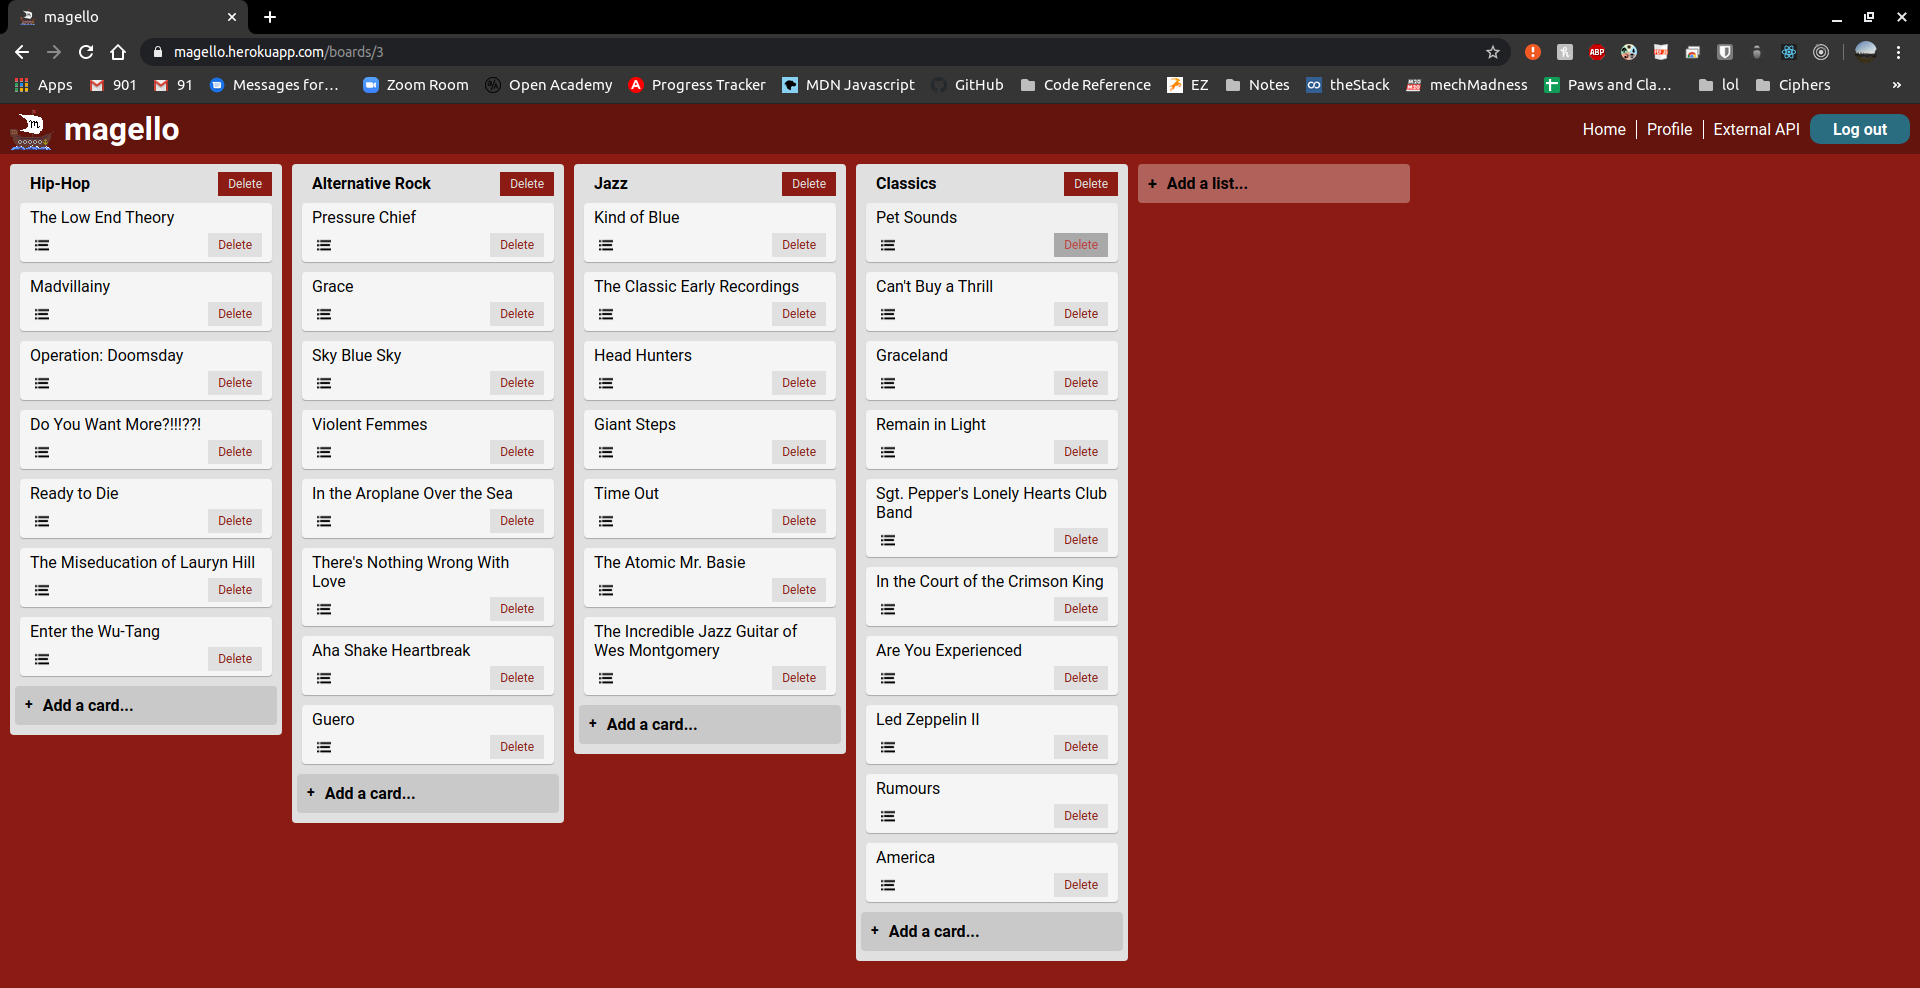 magello
magello.herokuapp.com/boards/3
Apps
901
91
Messages for...
Zoom Room
Open Academy
Progress Tracker
MDN Javascript
GitHub
Code Reference
EZ
Notes
theStack
mechMadness
Paws and Cla...
lol
Ciphers
»
magello
Home
Profile
External API
Log out
Hip-Hop
Delete
The Low End Theory
Delete
Madvillainy
Delete
Operation: Doomsday
Delete
Do You Want More?!!!??!
Delete
Ready to Die
Delete
The Miseducation of Lauryn Hill
Delete
Enter the Wu-Tang
Delete
+ Add a card...
Alternative Rock
Delete
Pressure Chief
Delete
Grace
Delete
Sky Blue Sky
Delete
Violent Femmes
Delete
In the Aroplane Over the Sea
Delete
There's Nothing Wrong With
Love
Delete
Aha Shake Heartbreak
Delete
Guero
Delete
+ Add a card...
Jazz
Delete
Kind of Blue
Delete
The Classic Early Recordings
Delete
Head Hunters
Delete
Giant Steps
Delete
Time Out
Delete
The Atomic Mr. Basie
Delete
The Incredible Jazz Guitar of
Wes Montgomery
Delete
+ Add a card...
Classics
Delete
Pet Sounds
Delete
Can't Buy a Thrill
Delete
Graceland
Delete
Remain in Light
Delete
Sgt. Pepper's Lonely Hearts Club
Band
Delete
In the Court of the Crimson King
Delete
Are You Experienced
Delete
Led Zeppelin II
Delete
Rumours
Delete
America
Delete
+ Add a card...
+ Add a list...